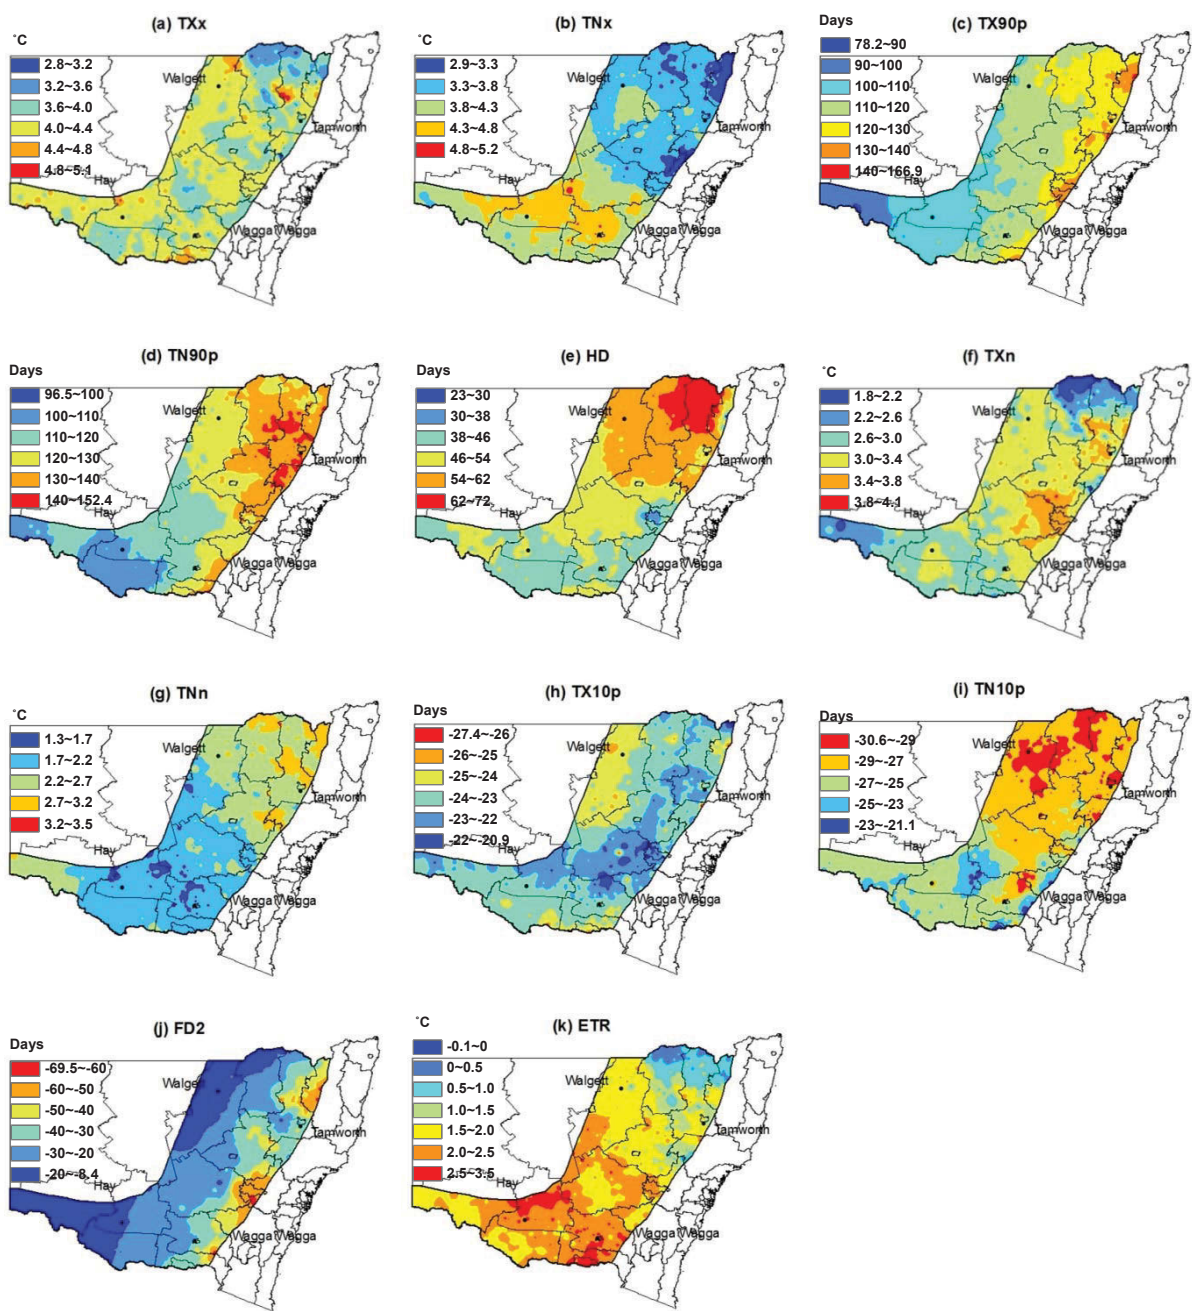 (a) TXx
˚C
2.8~3.2
3.2~3.6
3.6~4.0
4.0~4.4
4.4~4.8
4.8~5.1
Walgett
Tamworth
Hay
Wagga Wagga
(b) TNx
˚C
2.9~3.3
3.3~3.8
3.8~4.3
4.3~4.8
4.8~5.2
Walgett
Tamworth
Hay
Wagga Wagga
(c) TX90p
Days
78.2~90
90~100
100~110
110~120
120~130
130~140
140~166.9
Walgett
Tamworth
Hay
Wagga Wagga
(d) TN90p
Days
96.5~100
100~110
110~120
120~130
130~140
140~152.4
Walgett
Tamworth
Hay
Wagga Wagga
(e) HD
Days
23~30
30~38
38~46
46~54
54~62
62~72
Walgett
Tamworth
Hay
Wagga Wagga
(f) TXn
˚C
1.8~2.2
2.2~2.6
2.6~3.0
3.0~3.4
3.4~3.8
3.8~4.1
Walgett
Tamworth
Hay
Wagga Wagga
(g) TNn
˚C
1.3~1.7
1.7~2.2
2.2~2.7
2.7~3.2
3.2~3.5
Walgett
Tamworth
Hay
Wagga Wagga
(h) TX10p
Days
-27.4~-26
-26~-25
-25~-24
-24~-23
-23~-22
-22~-20.9
Walgett
Tamworth
Hay
Wagga Wagga
(i) TN10p
Days
-30.6~-29
-29~-27
-27~-25
-25~-23
-23~-21.1
Walgett
Tamworth
Hay
Wagga Wagga
(j) FD2
Days
-69.5~-60
-60~-50
-50~-40
-40~-30
-30~-20
-20~-8.4
Walgett
Tamworth
Hay
Wagga Wagga
(k) ETR
˚C
-0.1~0
0~0.5
0.5~1.0
1.0~1.5
1.5~2.0
2.0~2.5
2.5~3.5
Walgett
Tamworth
Hay
Wagga Wagga